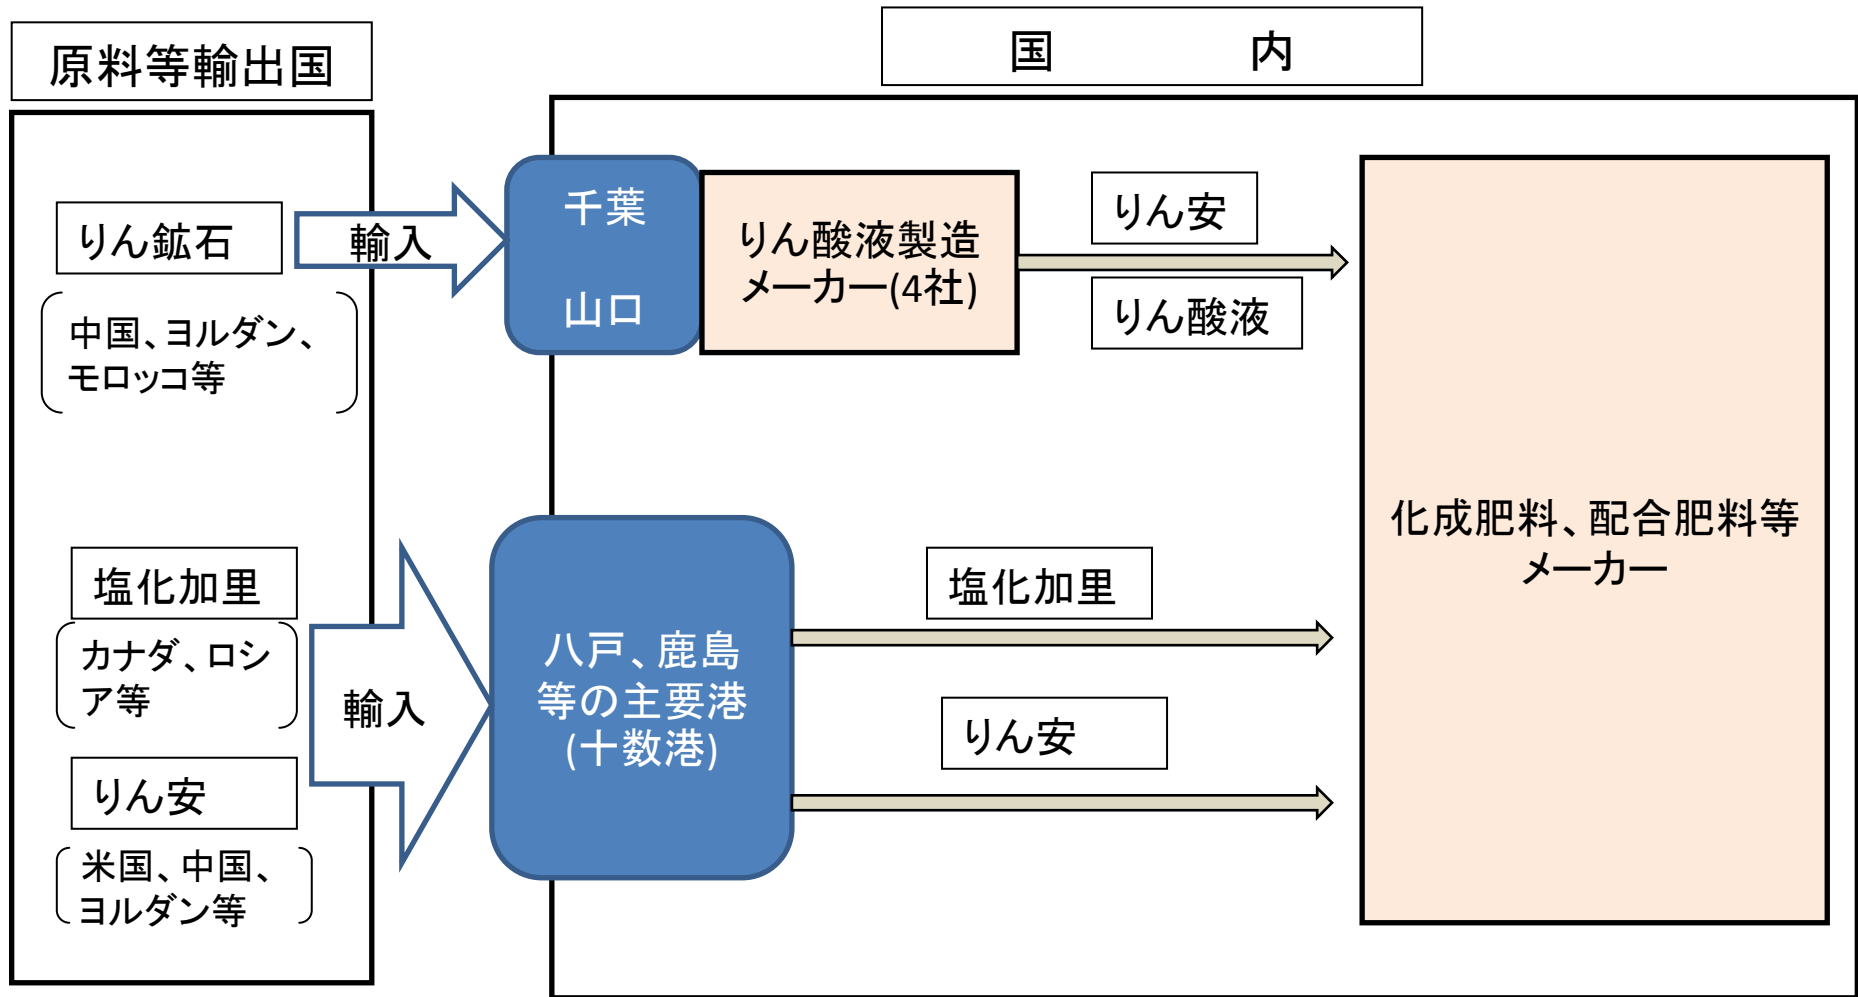 原料等輸出国
国　　　　内
りん鉱石
中国、ヨルダン、
モロッコ等
輸入
千葉
山口
りん酸液製造
メーカー(4社)
りん安
りん酸液
塩化加里
カナダ、ロシ
ア等
りん安
米国、中国、
ヨルダン等
輸入
八戸、鹿島
等の主要港
(十数港)
塩化加里
りん安
化成肥料、配合肥料等
メーカー